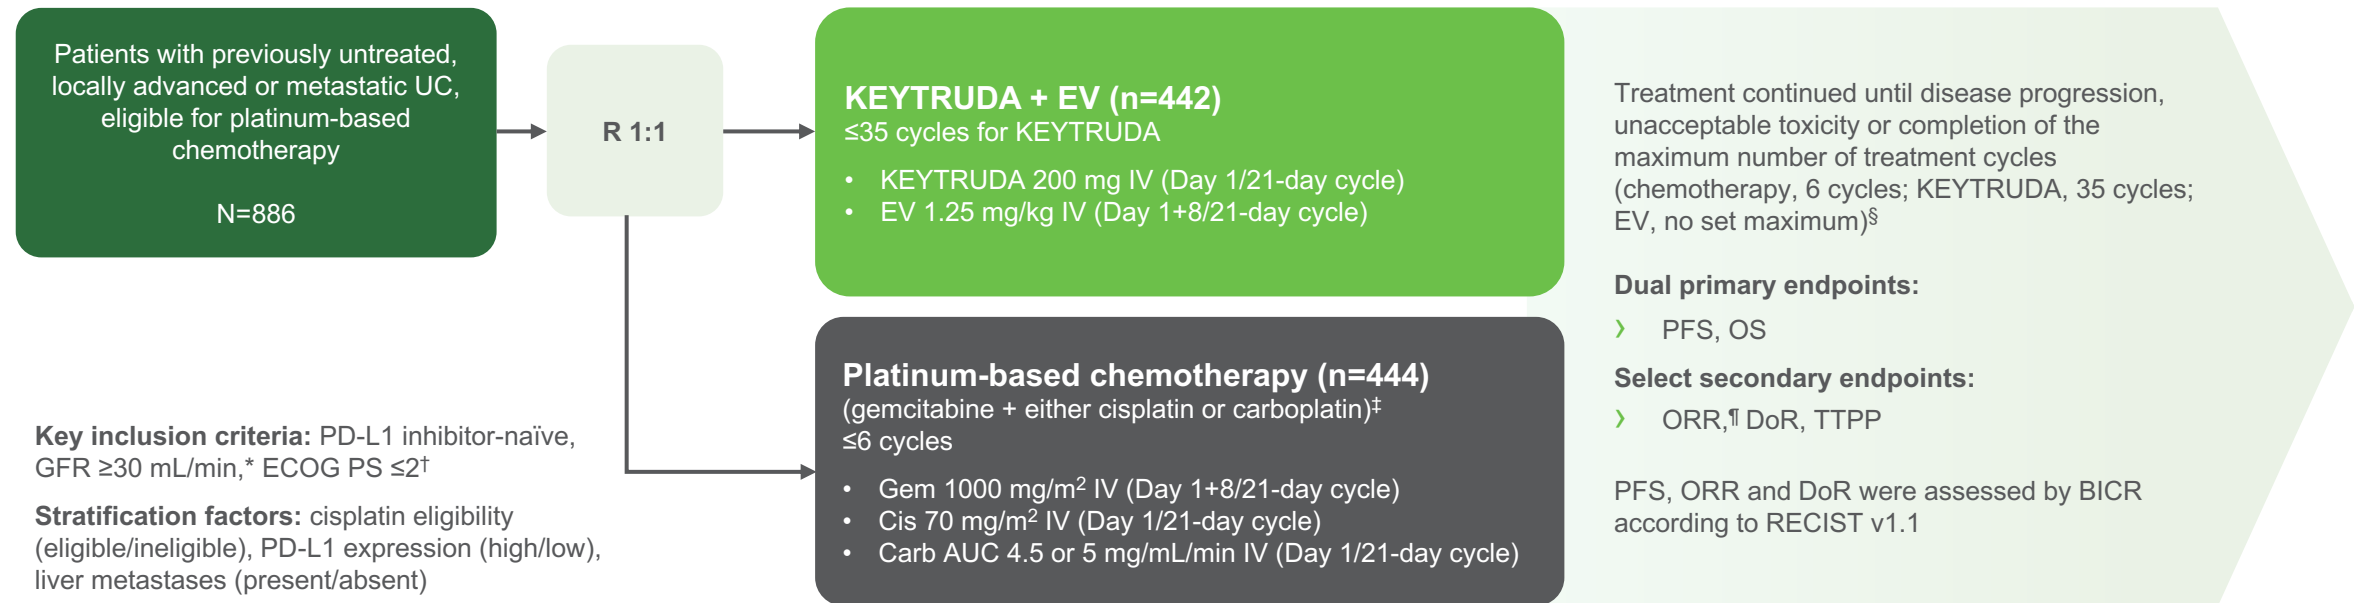 Patients with previously untreated,
locally advanced or metastatic UC,
eligible for platinum-based
chemotherapy
N=886
R 1:1
KEYTRUDA + EV (n=442)
≤35 cycles for KEYTRUDA
• KEYTRUDA 200 mg IV (Day 1/21-day cycle)
• EV 1.25 mg/kg IV (Day 1+8/21-day cycle)
Platinum-based chemotherapy (n=444)
(gemcitabine + either cisplatin or carboplatin)‡
≤6 cycles
• Gem 1000 mg/m² IV (Day 1+8/21-day cycle)
• Cis 70 mg/m² IV (Day 1/21-day cycle)
• Carb AUC 4.5 or 5 mg/mL/min IV (Day 1/21-day cycle)
Key inclusion criteria: PD-L1 inhibitor-naïve,
GFR ≥30 mL/min,* ECOG PS ≤2†
Stratification factors: cisplatin eligibility
(eligible/ineligible), PD-L1 expression (high/low),
liver metastases (present/absent)
Treatment continued until disease progression,
unacceptable toxicity or completion of the
maximum number of treatment cycles
(chemotherapy, 6 cycles; KEYTRUDA, 35 cycles;
EV, no set maximum)§
Dual primary endpoints:
› PFS, OS
Select secondary endpoints:
› ORR,¶ DoR, TTPP
PFS, ORR and DoR were assessed by BICR
according to RECIST v1.1